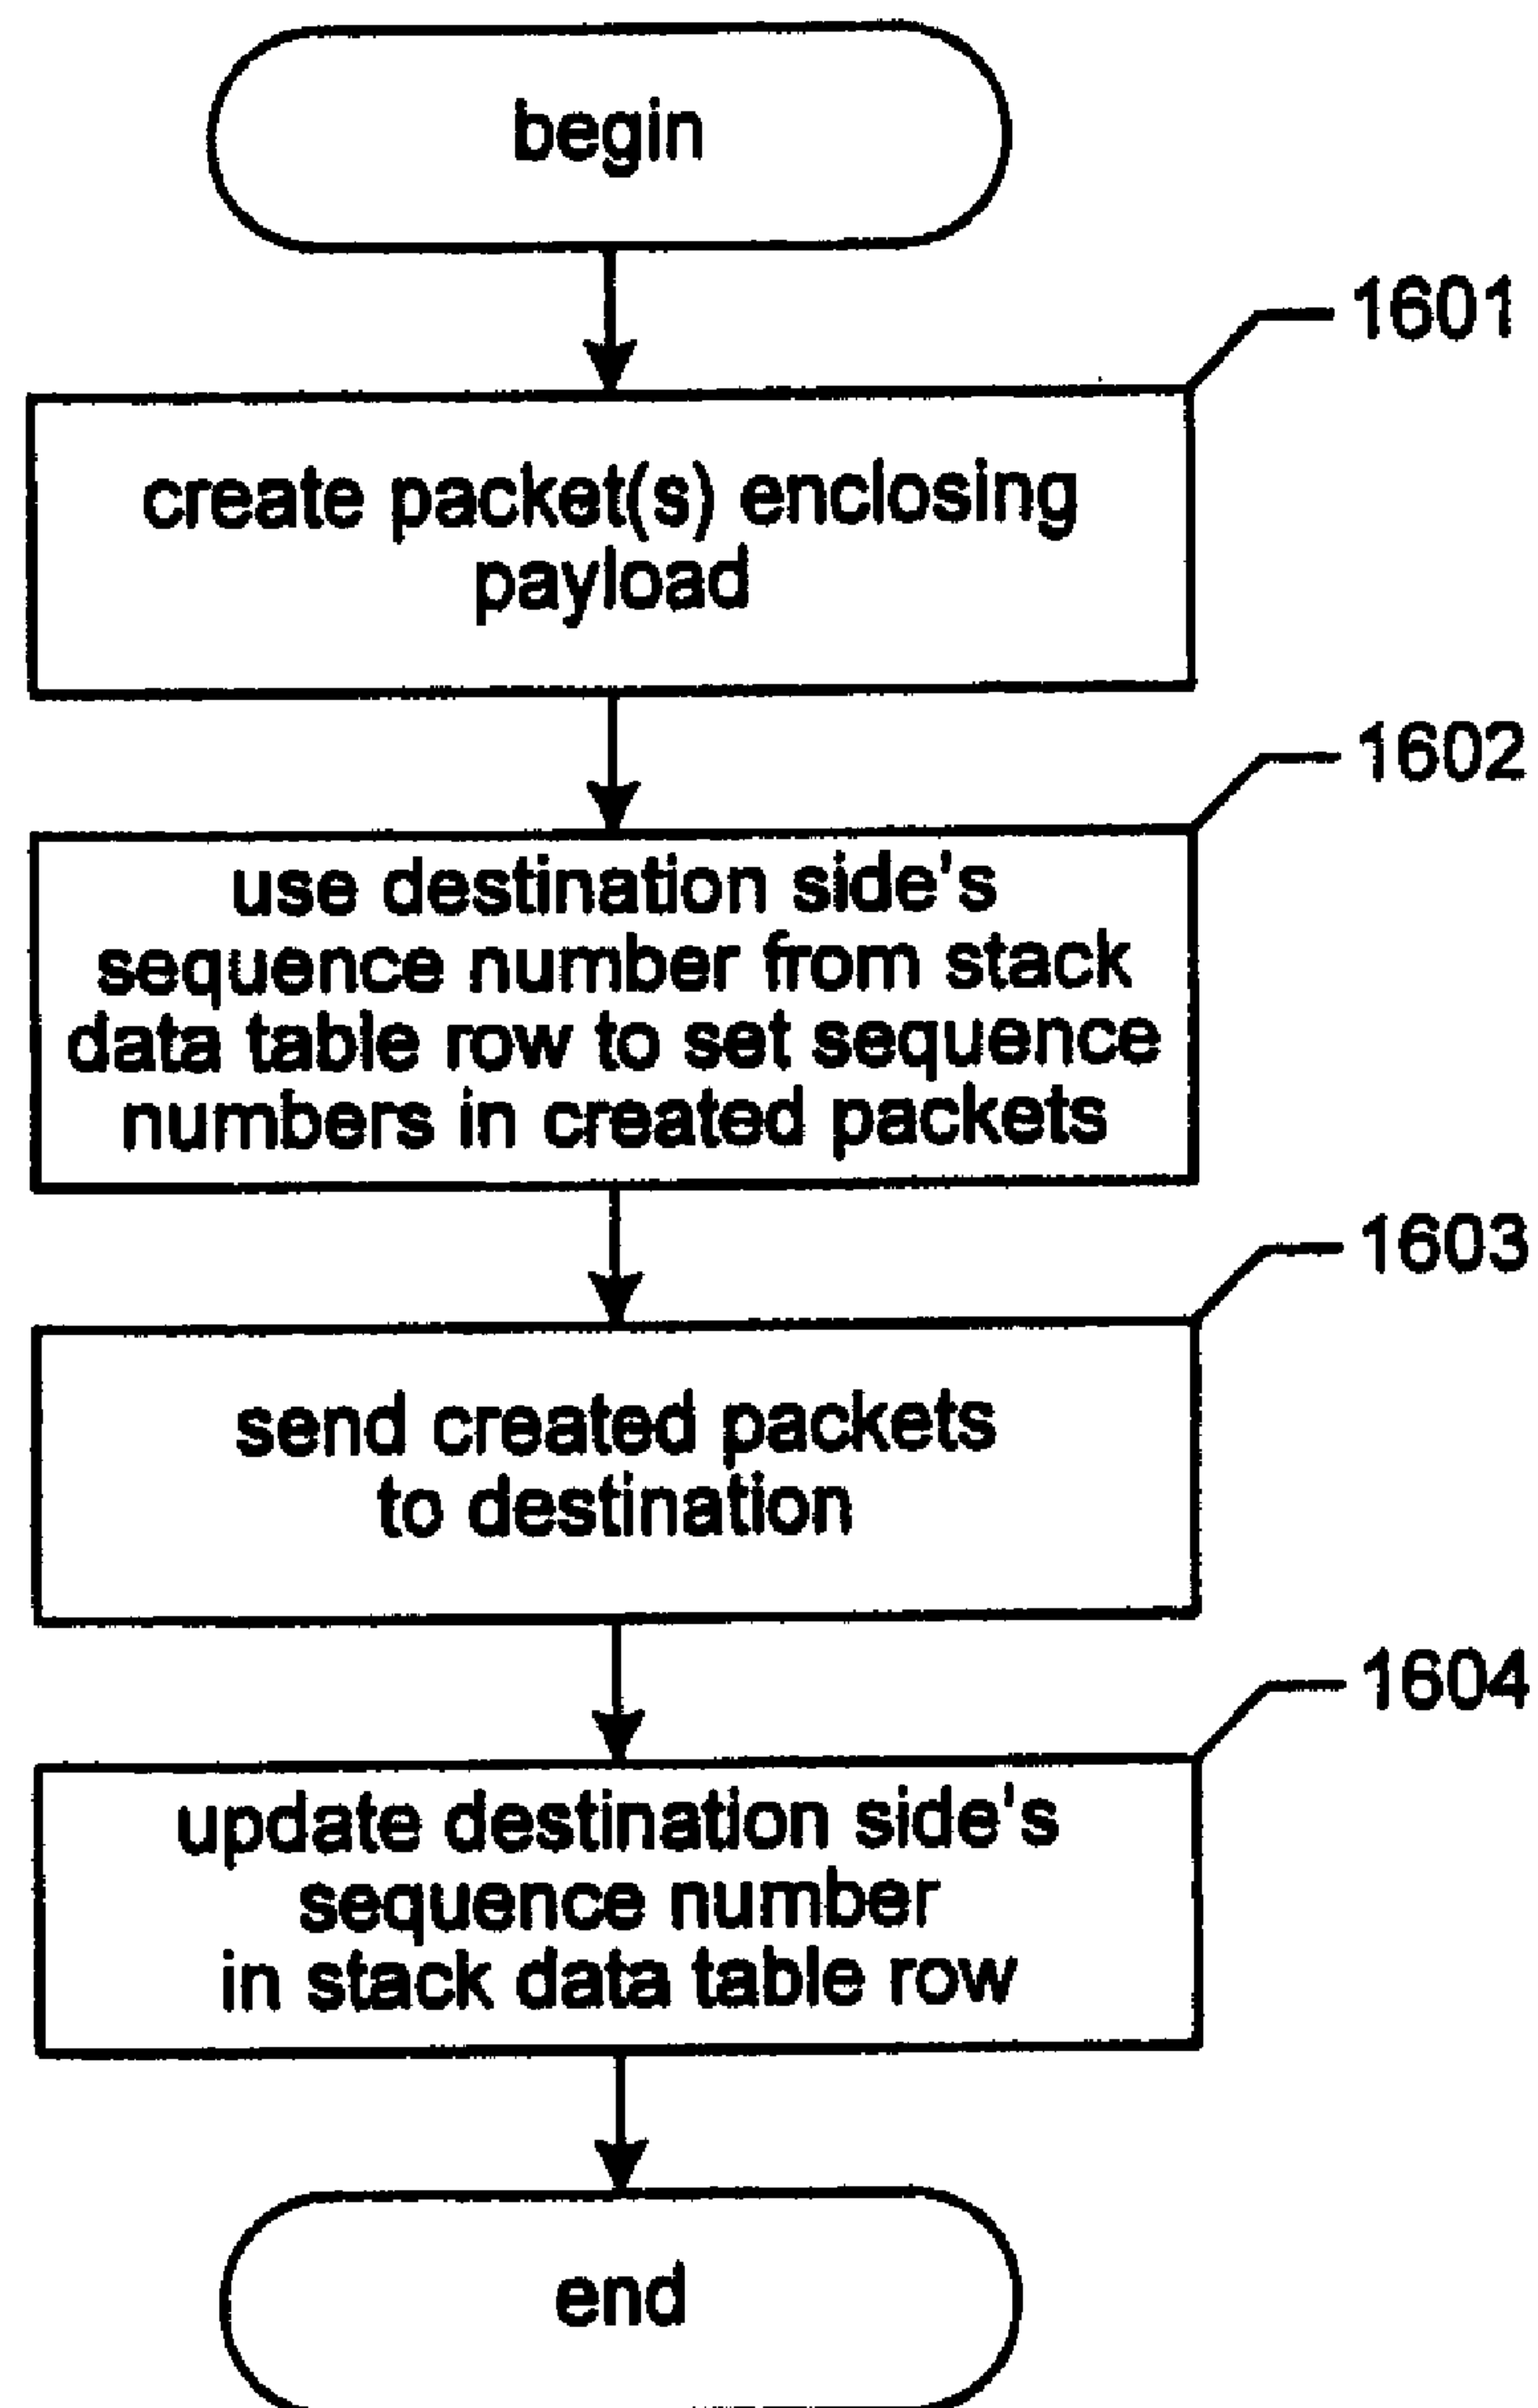 begin
1601
create packet(s) enclosing
payload
1602
use destination side's
sequence number from stack
data table row to set sequence
numbers in created packets
1603
send created packets
to destination
1604
update destination side's
sequence number
in stack data table row
end